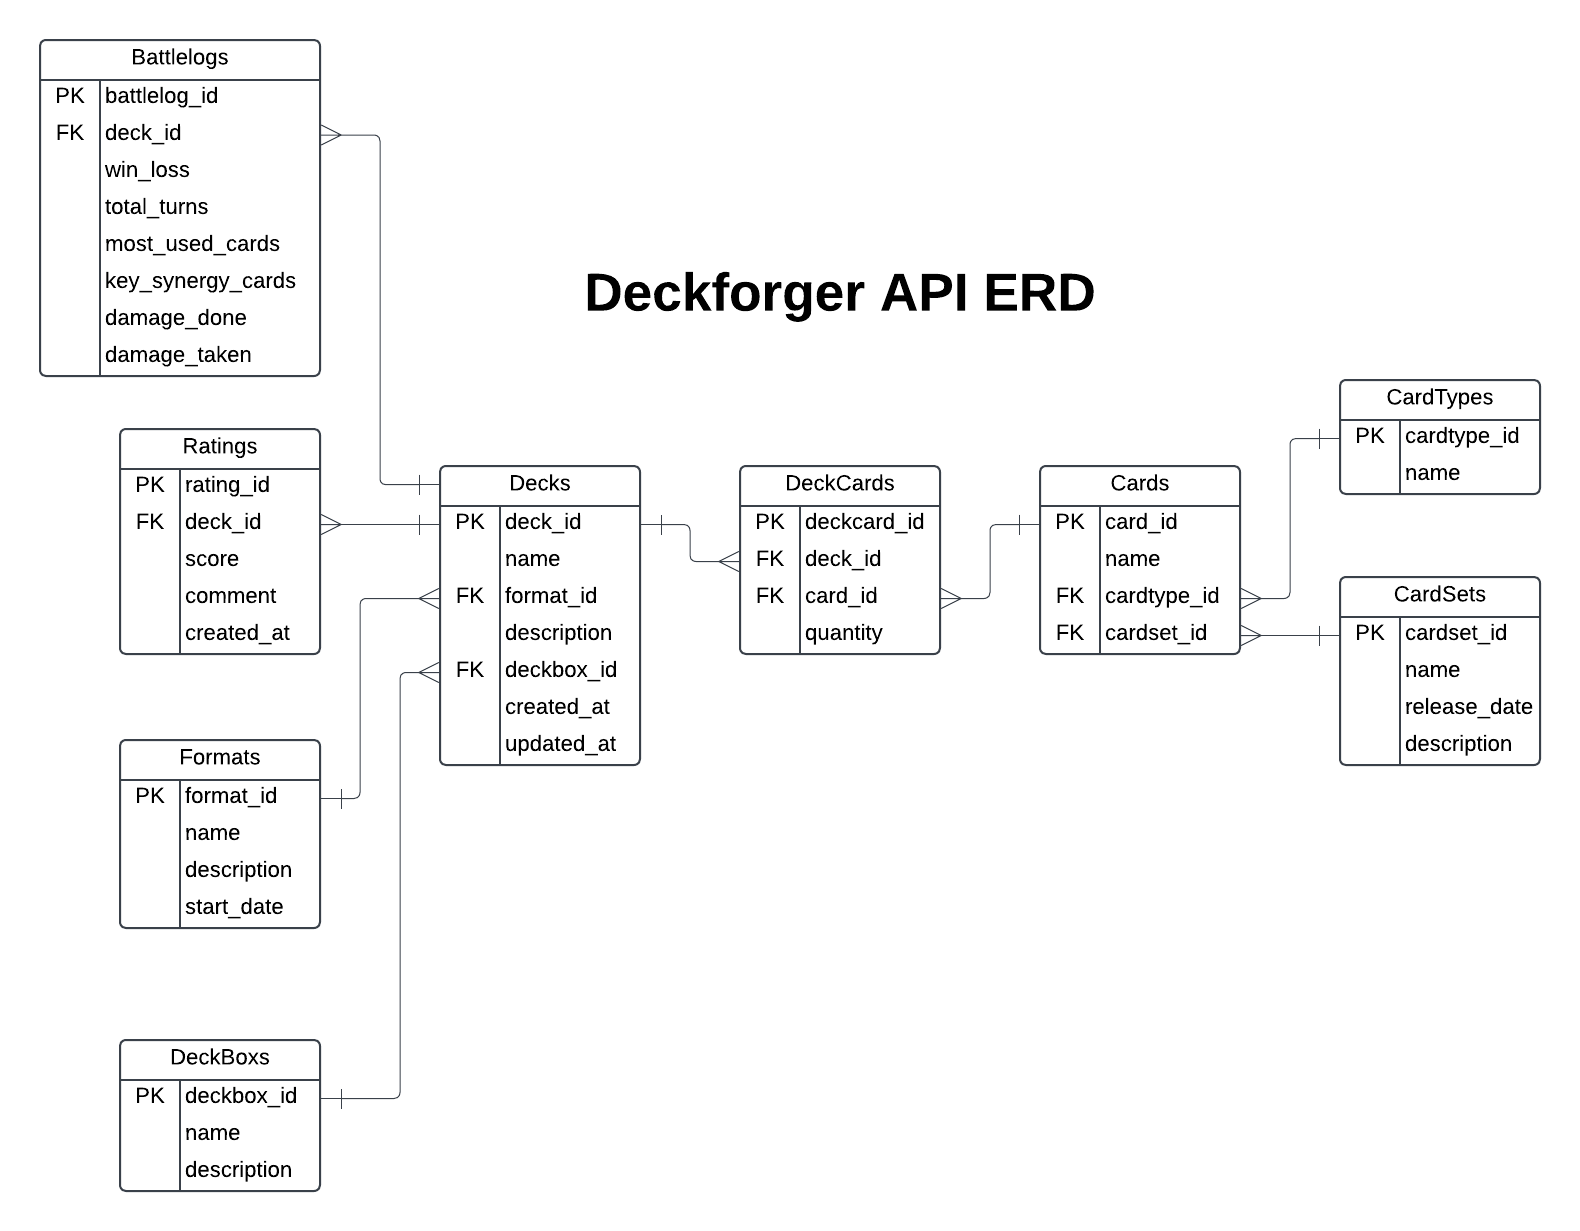 Battlelogs
PK battlelog_id
FK deck_id
win_loss
total_turns
most_used_cards
key_synergy_cards
damage_done
damage_taken
Deckforger API ERD
Ratings
PK rating_id
FK deck_id
score
comment
created_at
Formats
PK format_id
name
description
start_date
DeckBoxs
PK deckbox_id
name
description
Decks
PK deck_id
name
FK format_id
description
FK deckbox_id
created_at
updated_at
DeckCards
PK deckcard_id
FK deck_id
FK card_id
quantity
Cards
PK card_id
name
FK cardtype_id
FK cardset_id
CardTypes
PK cardtype_id
name
CardSets
PK cardset_id
name
release_date
description